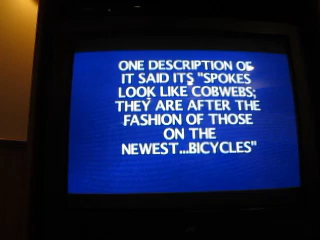 ONE DESCRIPTION OF
IT SAID ITS "SPOKES
LOOK LIKE COBWEBS;
THEY ARE AFTER THE
FASHION OF THOSE
ON THE
NEWEST...BICYCLES"